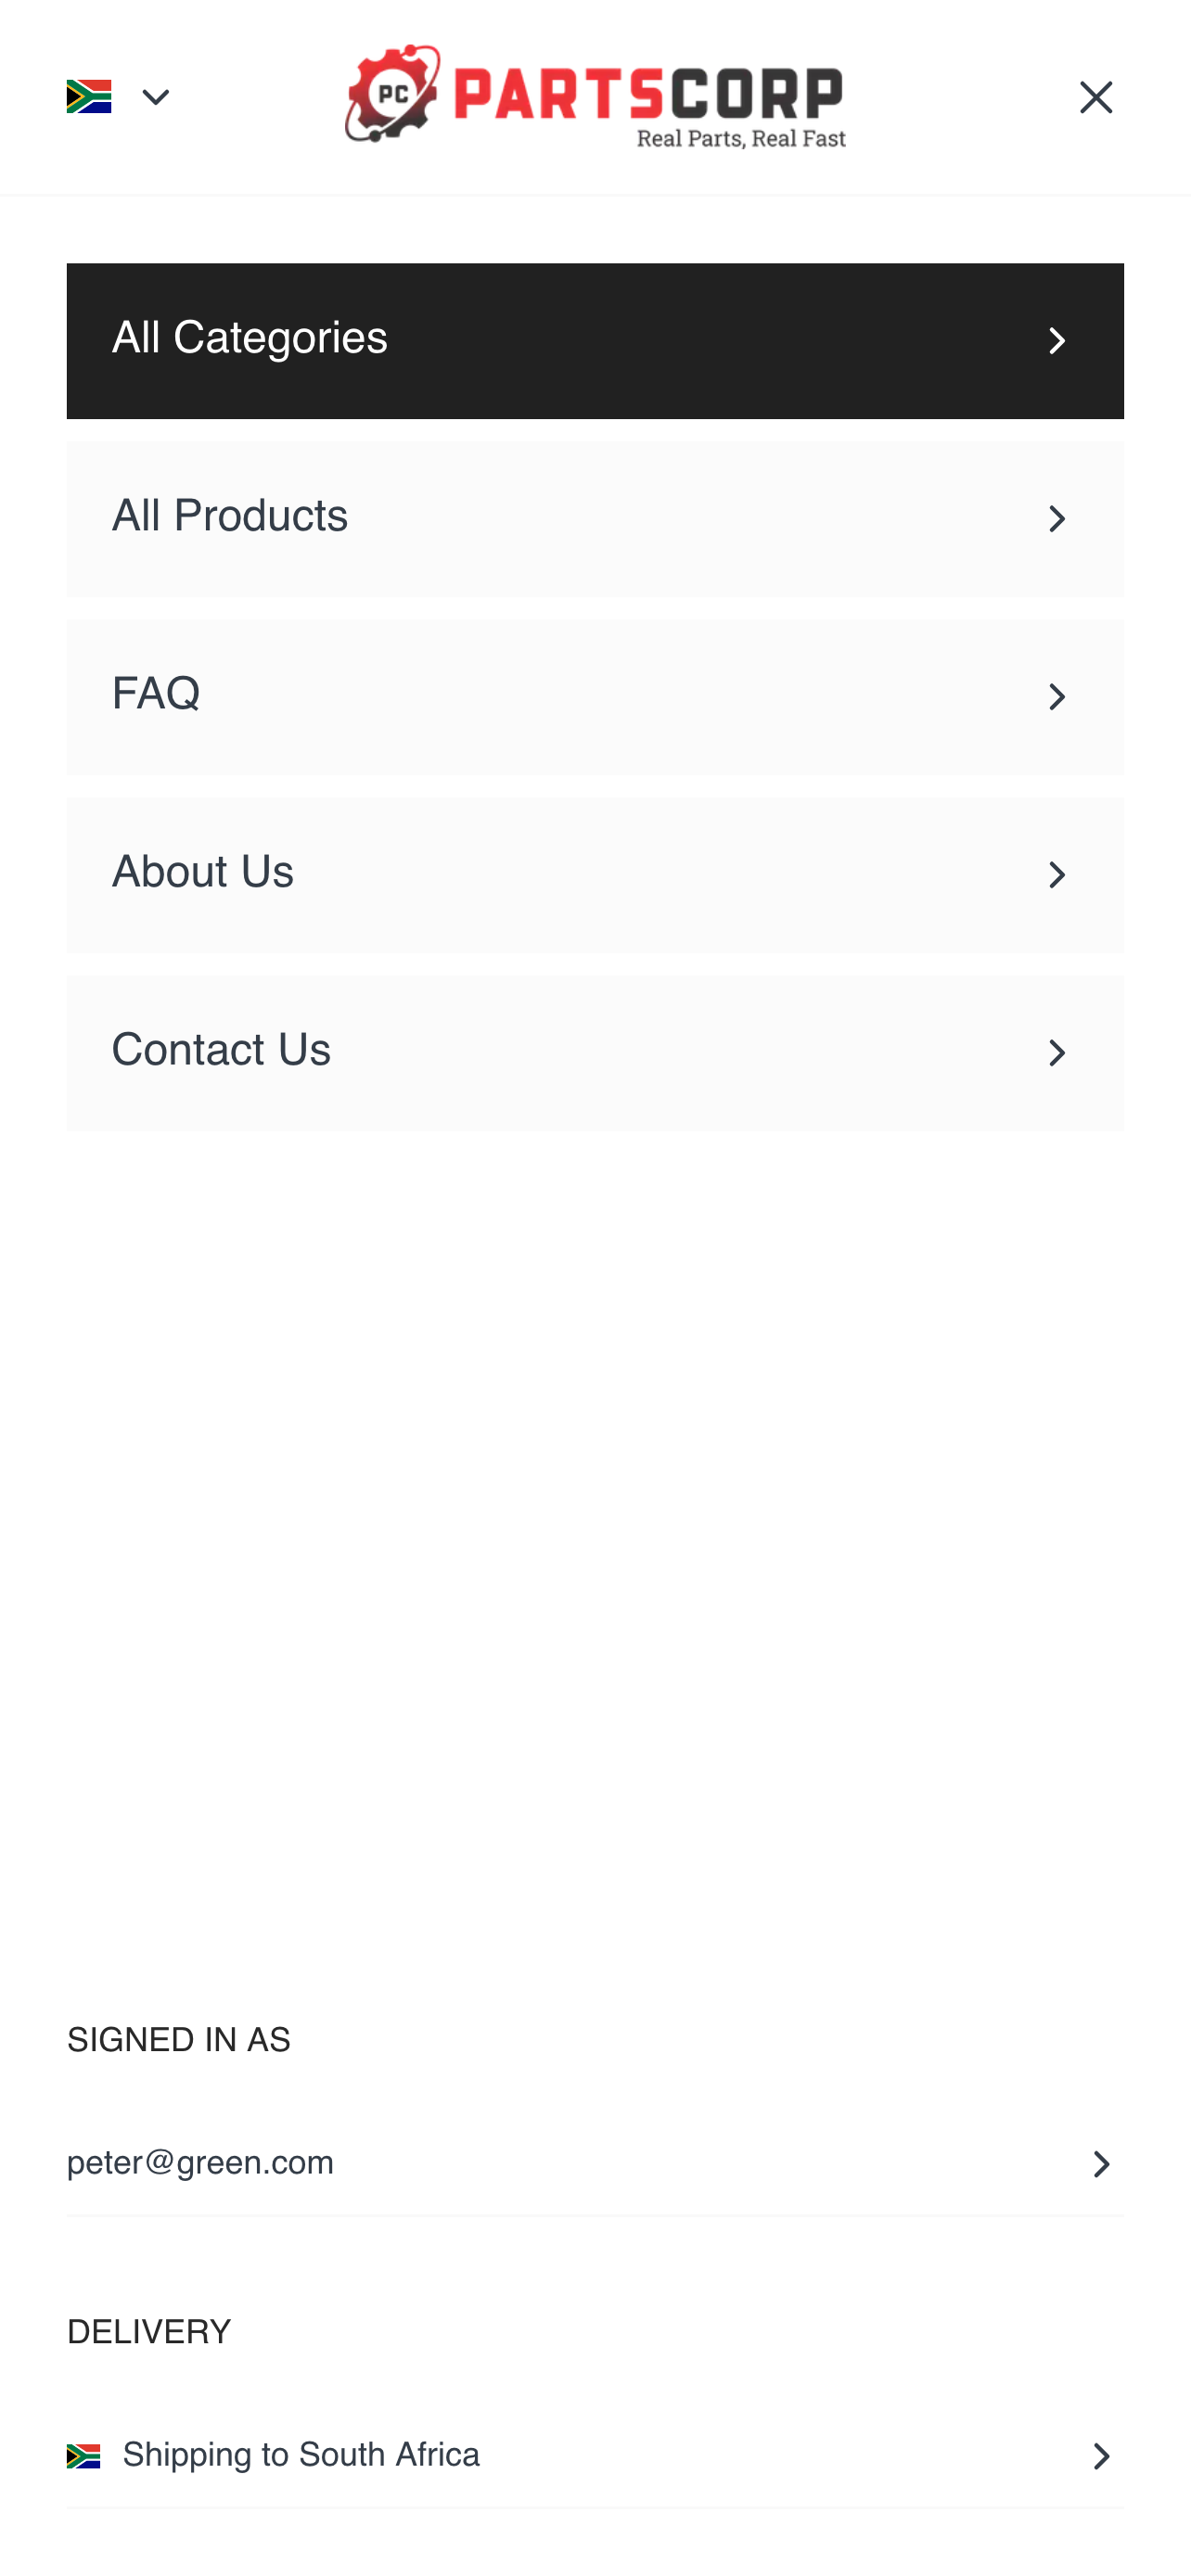 PC PARTSCORP
Real Parts, Real Fast
All Categories
All Products
FAQ
About Us
Contact Us
SIGNED IN AS
peter@green.com
DELIVERY
Shipping to South Africa